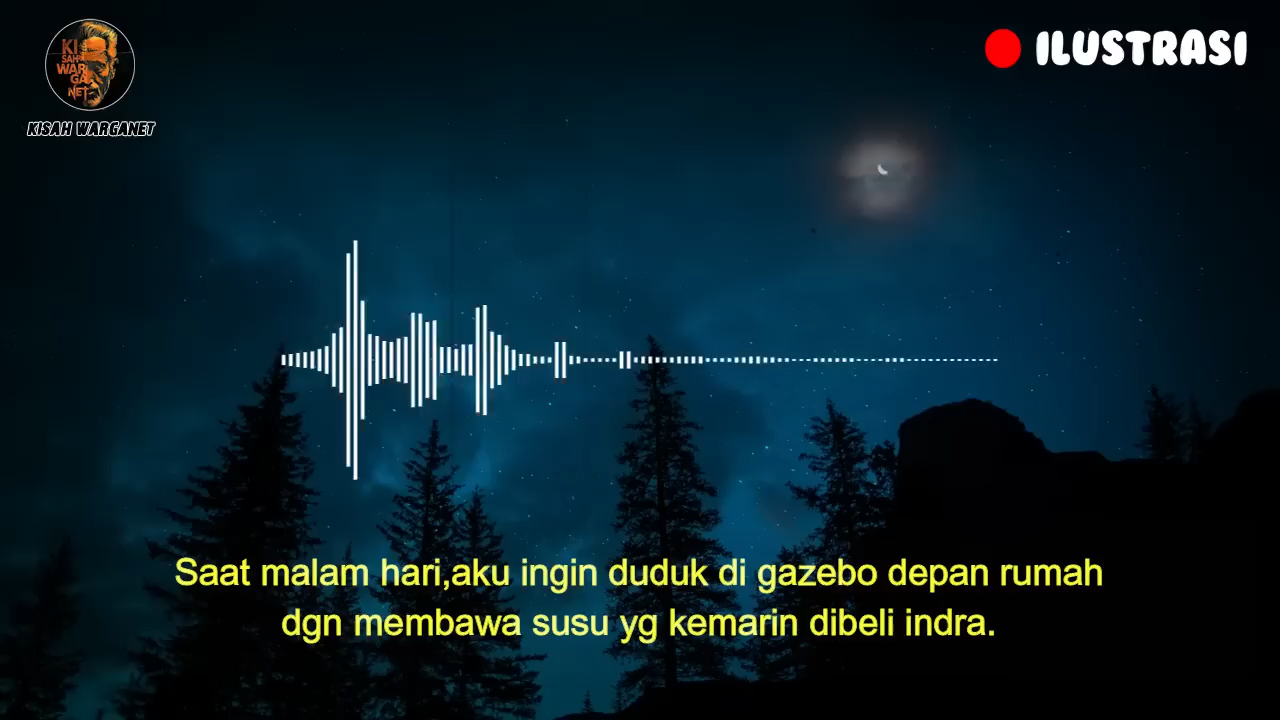 KI
SAH
WAR
GA
NET
KISAH WARGANET
ILUSTRASI
Saat malam hari,aku ingin duduk di gazebo depan rumah
dgn membawa susu yg kemarin dibeli indra.